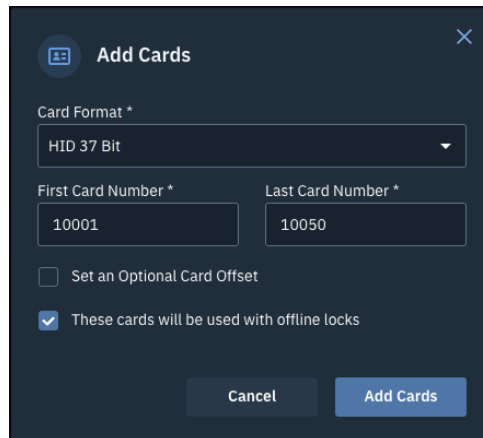 Add Cards
Card Format *
HID 37 Bit
First Card Number * Last Card Number *
10001 10050
Set an Optional Card Offset
These cards will be used with offline locks
Cancel Add Cards